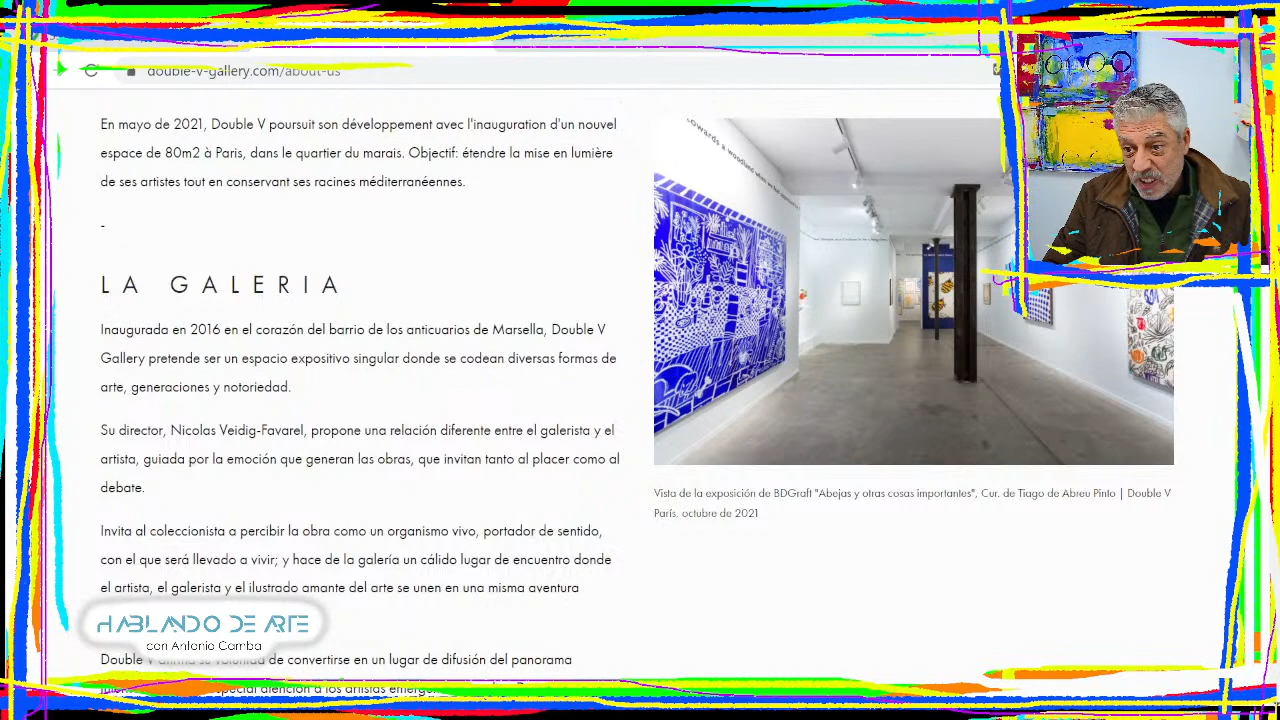 double-v-gallery.com/about-us
En mayo de 2021, Double V poursuit son développement avec l'inauguration d'un nouvel
espace de 80m2 à Paris, dans le quartier du marais. Objectif: étendre la mise en lumière
de ses artistes tout en conservant ses racines méditerranéennes.
-
LA GALERIA
Inaugurada en 2016 en el corazón del barrio de los anticuarios de Marsella, Double V
Gallery pretende ser un espacio expositivo singular donde se codean diversas formas de
arte, generaciones y notoriedad.
Su director, Nicolas Veidig-Favarel, propone una relación diferente entre el galerista y el
artista, guiada por la emoción que generan las obras, que invitan tanto al placer como al
debate.
Invita al coleccionista a percibir la obra como un organismo vivo, portador de sentido,
con el que será llevado a vivir; y hace de la galería un cálido lugar de encuentro donde
el artista, el galerista y el ilustrado amante del arte se unen en una misma aventura
Double V afirma su voluntad de convertirse en un lugar de difusión del panorama
especial atención a los artistas
towards a woodland when we
Vista de la exposición de BDGraft "Abejas y otras cosas importantes", Cur. de Tiago de Abreu Pinto | Double V
París, octubre de 2021
HABLANDO DE ARTE
con Antonio Camba